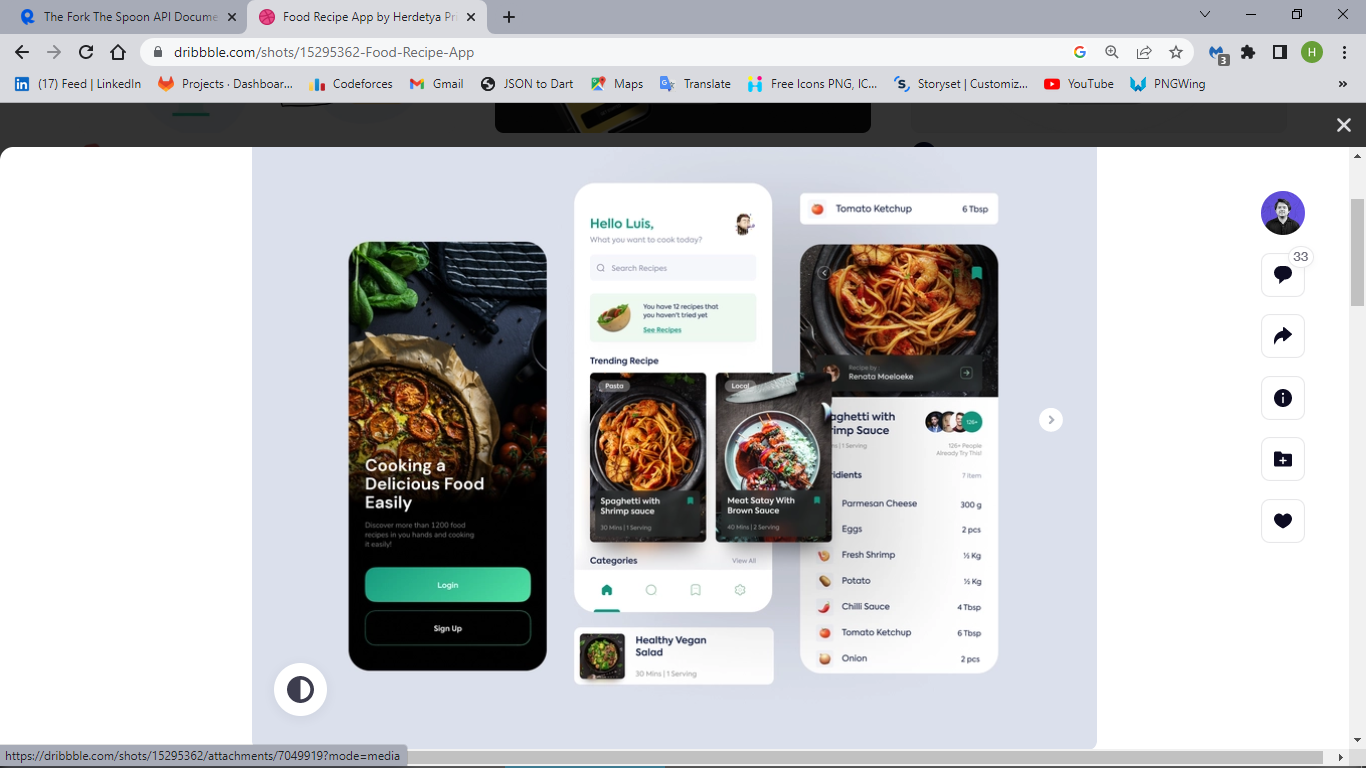 The Fork The Spoon API Docume
Food Recipe App by Herdetya Pri
dribbble.com/shots/15295362-Food-Recipe-App
3
H
(17) Feed | LinkedIn
Projects · Dashboar...
Codeforces
Gmail
JSON to Dart
Maps
Translate
Free Icons PNG, IC...
Storyset | Customiz...
YouTube
PNGWing
»
33
Cooking a
Delicious Food
Easily
Discover more than 1200 food
recipes in you hands and cooking
it easily!
Login
Sign Up
Hello Luis,
What you want to cook today?
Search Recipes
You have 12 recipes that
you haven't tried yet
See Recipes
Trending Recipe
Pasta
Spaghetti with
Shrimp sauce
30 Mins | 1 Serving
Local
Meat Satay With
Brown Sauce
40 Mins | 2 Serving
Categories
View All
Healthy Vegan
Salad
30 Mins | 1 Serving
Tomato Ketchup 6 Tbsp
Recipe by
Renata Moeloeke
aghetti with
rimp Sauce
126+
| 1 Serving
126+ People
Already Try This!
idients
7 Item
Parmesan Cheese 300 g
Eggs 2 pcs
Fresh Shrimp ½ Kg
Potato ½ Kg
Chilli Sauce 4 Tbsp
Tomato Ketchup 6 Tbsp
Onion 2 pcs
https://dribbble.com/shots/15295362/attachments/7049919?mode=media